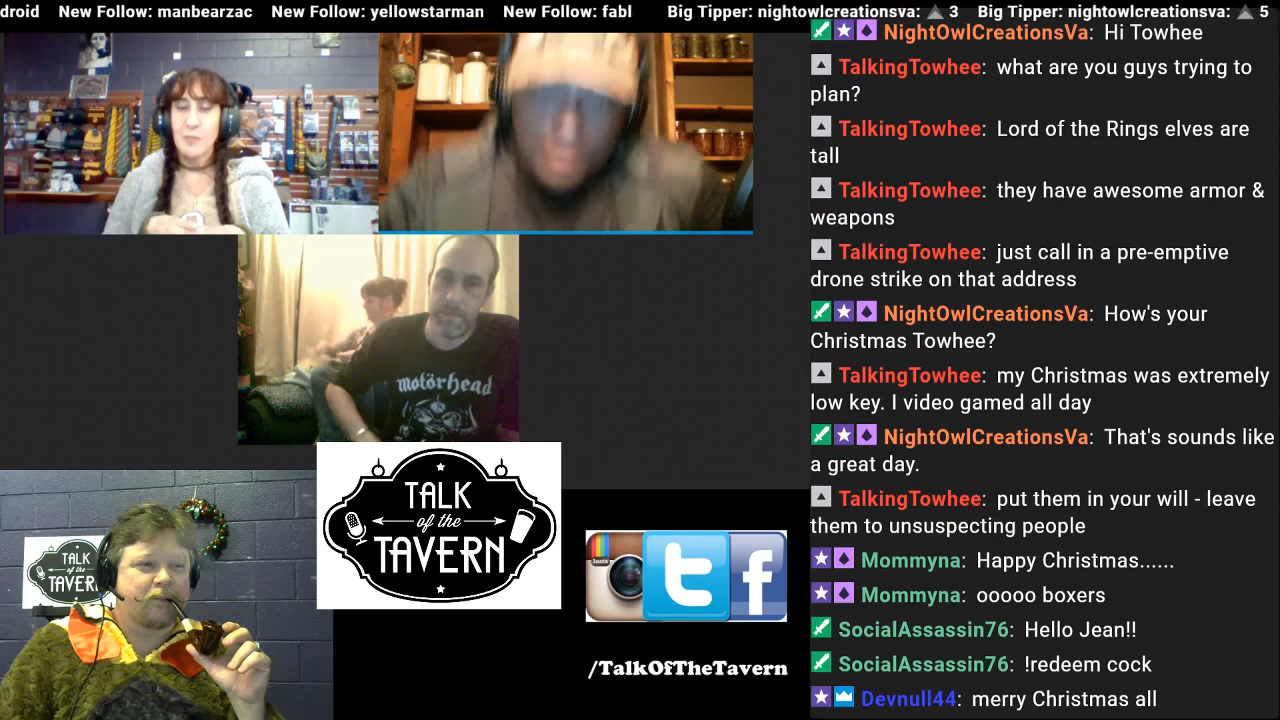 droid New Follow: manbearzac New Follow: yellowstarman New Follow: fabl Big Tipper: nightowlcreationsva: 3 Big Tipper: nightowlcreationsva: 5
NightOwlCreationsVa: Hi Towhee
TalkingTowhee: what are you guys trying to
plan?
TalkingTowhee: Lord of the Rings elves are
tall
TalkingTowhee: they have awesome armor &
weapons
TalkingTowhee: just call in a pre-emptive
drone strike on that address
NightOwlCreationsVa: How's your
Christmas Towhee?
TalkingTowhee: my Christmas was extremely
low key. I video gamed all day
NightOwlCreationsVa: That's sounds like
a great day.
TalkingTowhee: put them in your will - leave
them to unsuspecting people
Mommyna: Happy Christmas......
Mommyna: ooooo boxers
SocialAssassin76: Hello Jean!!
SocialAssassin76: !redeem cock
Devnull44: merry Christmas all
motörhead
TALK
of the
TAVERN
TALK
of the
TAVERN
Insta
t
f
/TalkOfTheTavern